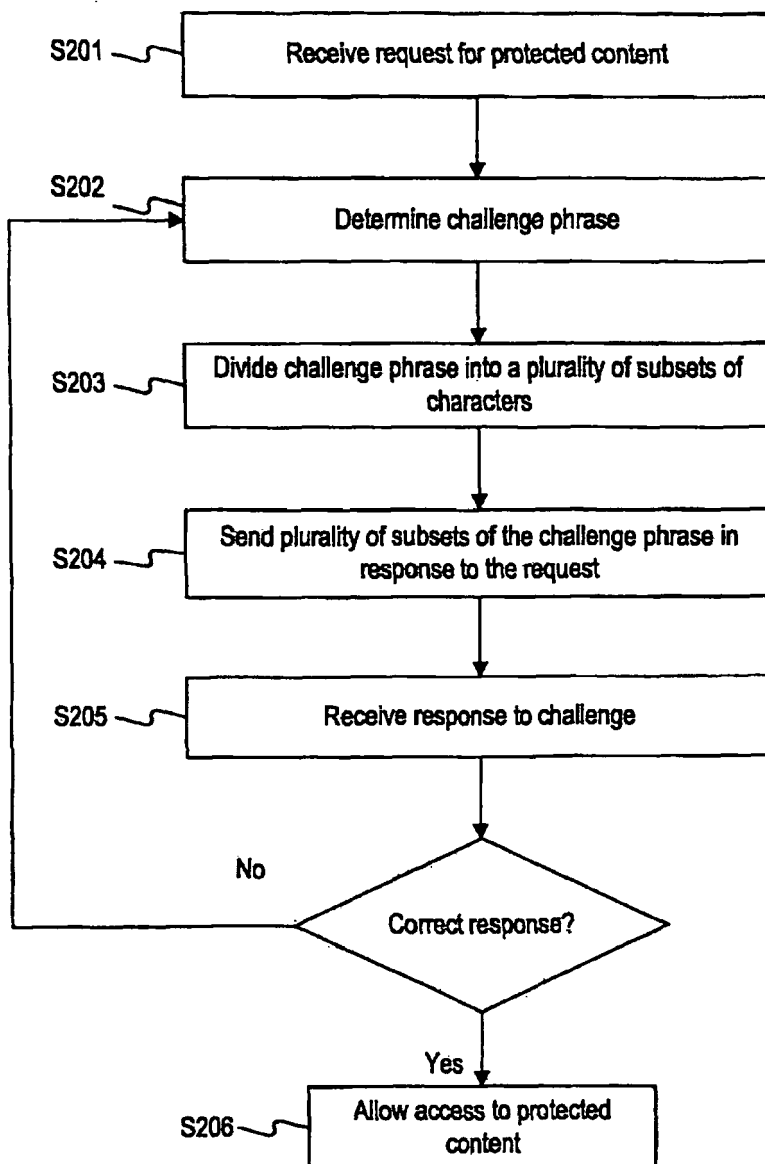 S201
Receive request for protected content
S202
Determine challenge phrase
S203
Divide challenge phrase into a plurality of subsets of
characters
S204
Send plurality of subsets of the challenge phrase in
response to the request
S205
Receive response to challenge
No
Correct response?
Yes
S206
Allow access to protected
content